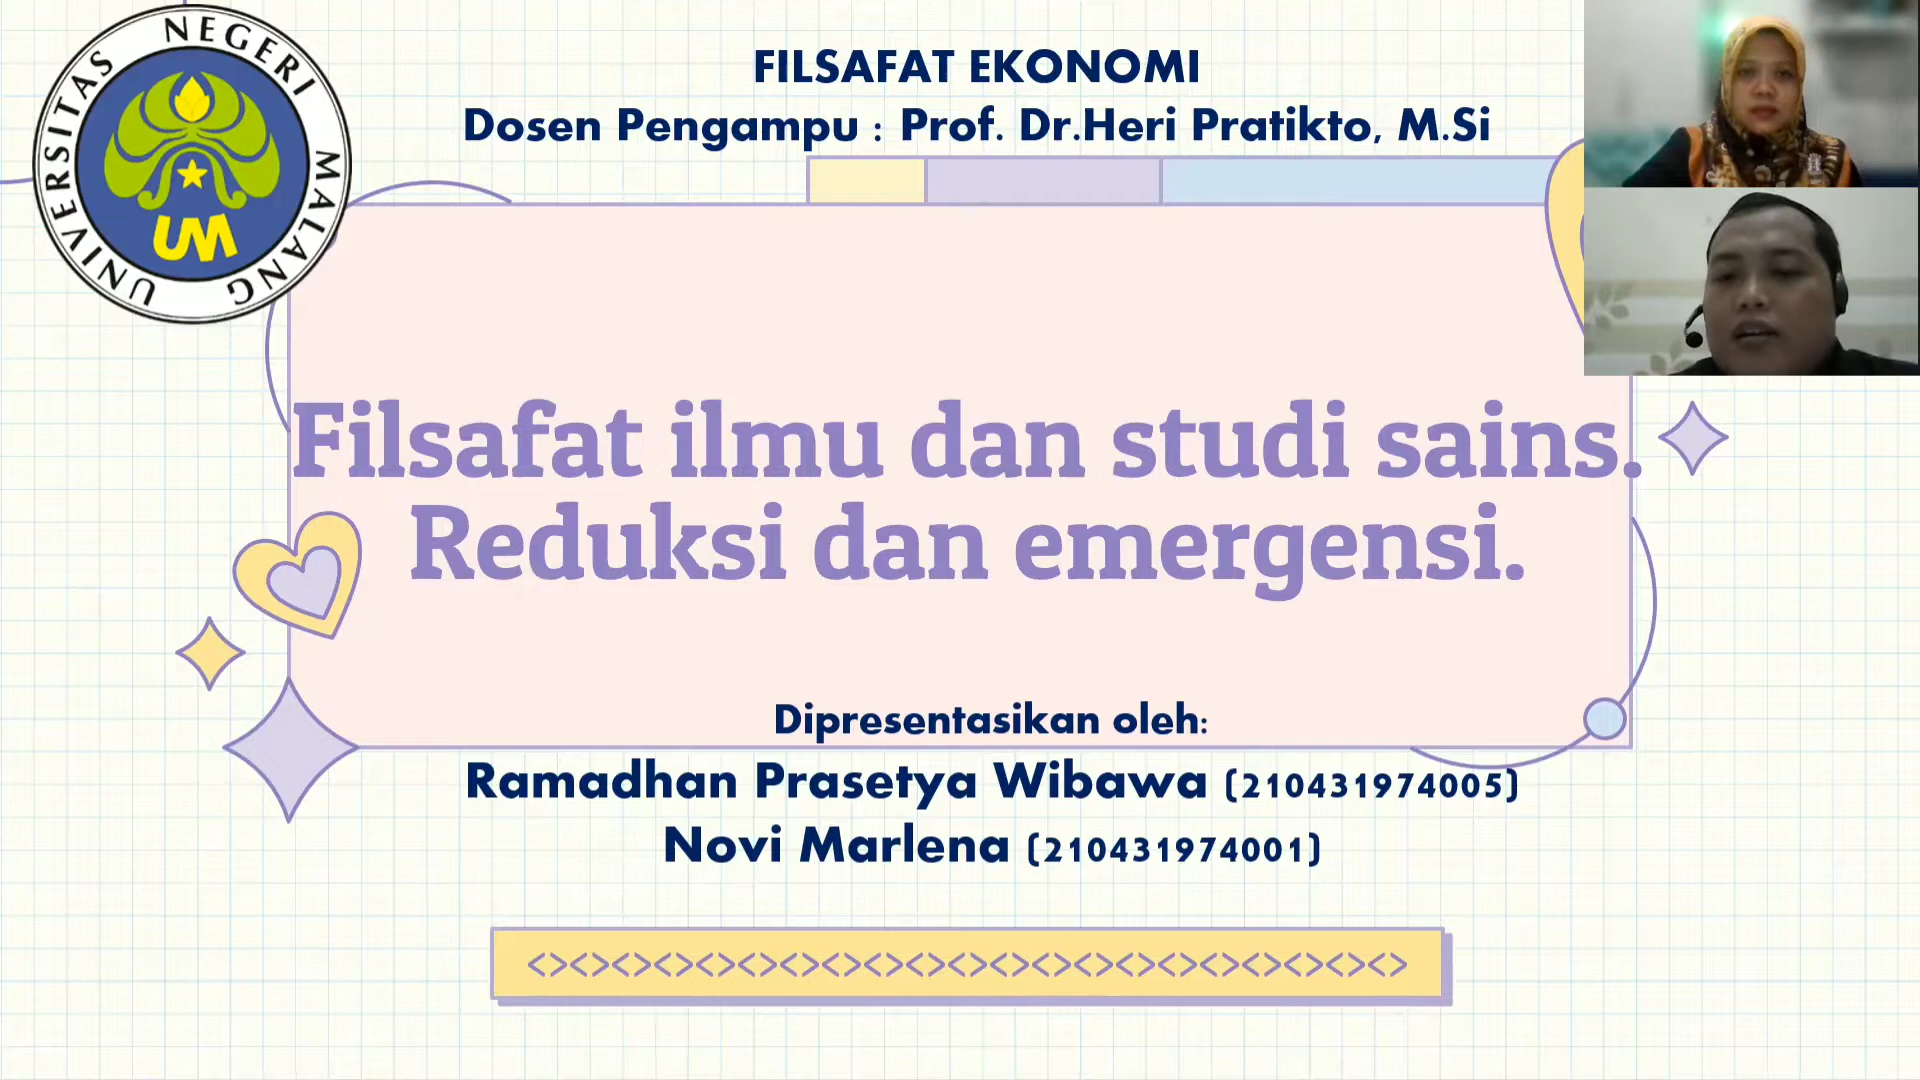 UNIVERSITAS NEGERI MALANG
UM
FILSAFAT EKONOMI
Dosen Pengampu : Prof. Dr.Heri Pratikto, M.Si
Filsafat ilmu dan studi sains.
Reduksi dan emergensi.
Dipresentasikan oleh:
Ramadhan Prasetya Wibawa (210431974005)
Novi Marlena (210431974001)
<><><><><><><><><><><><><><><><><><><><><>